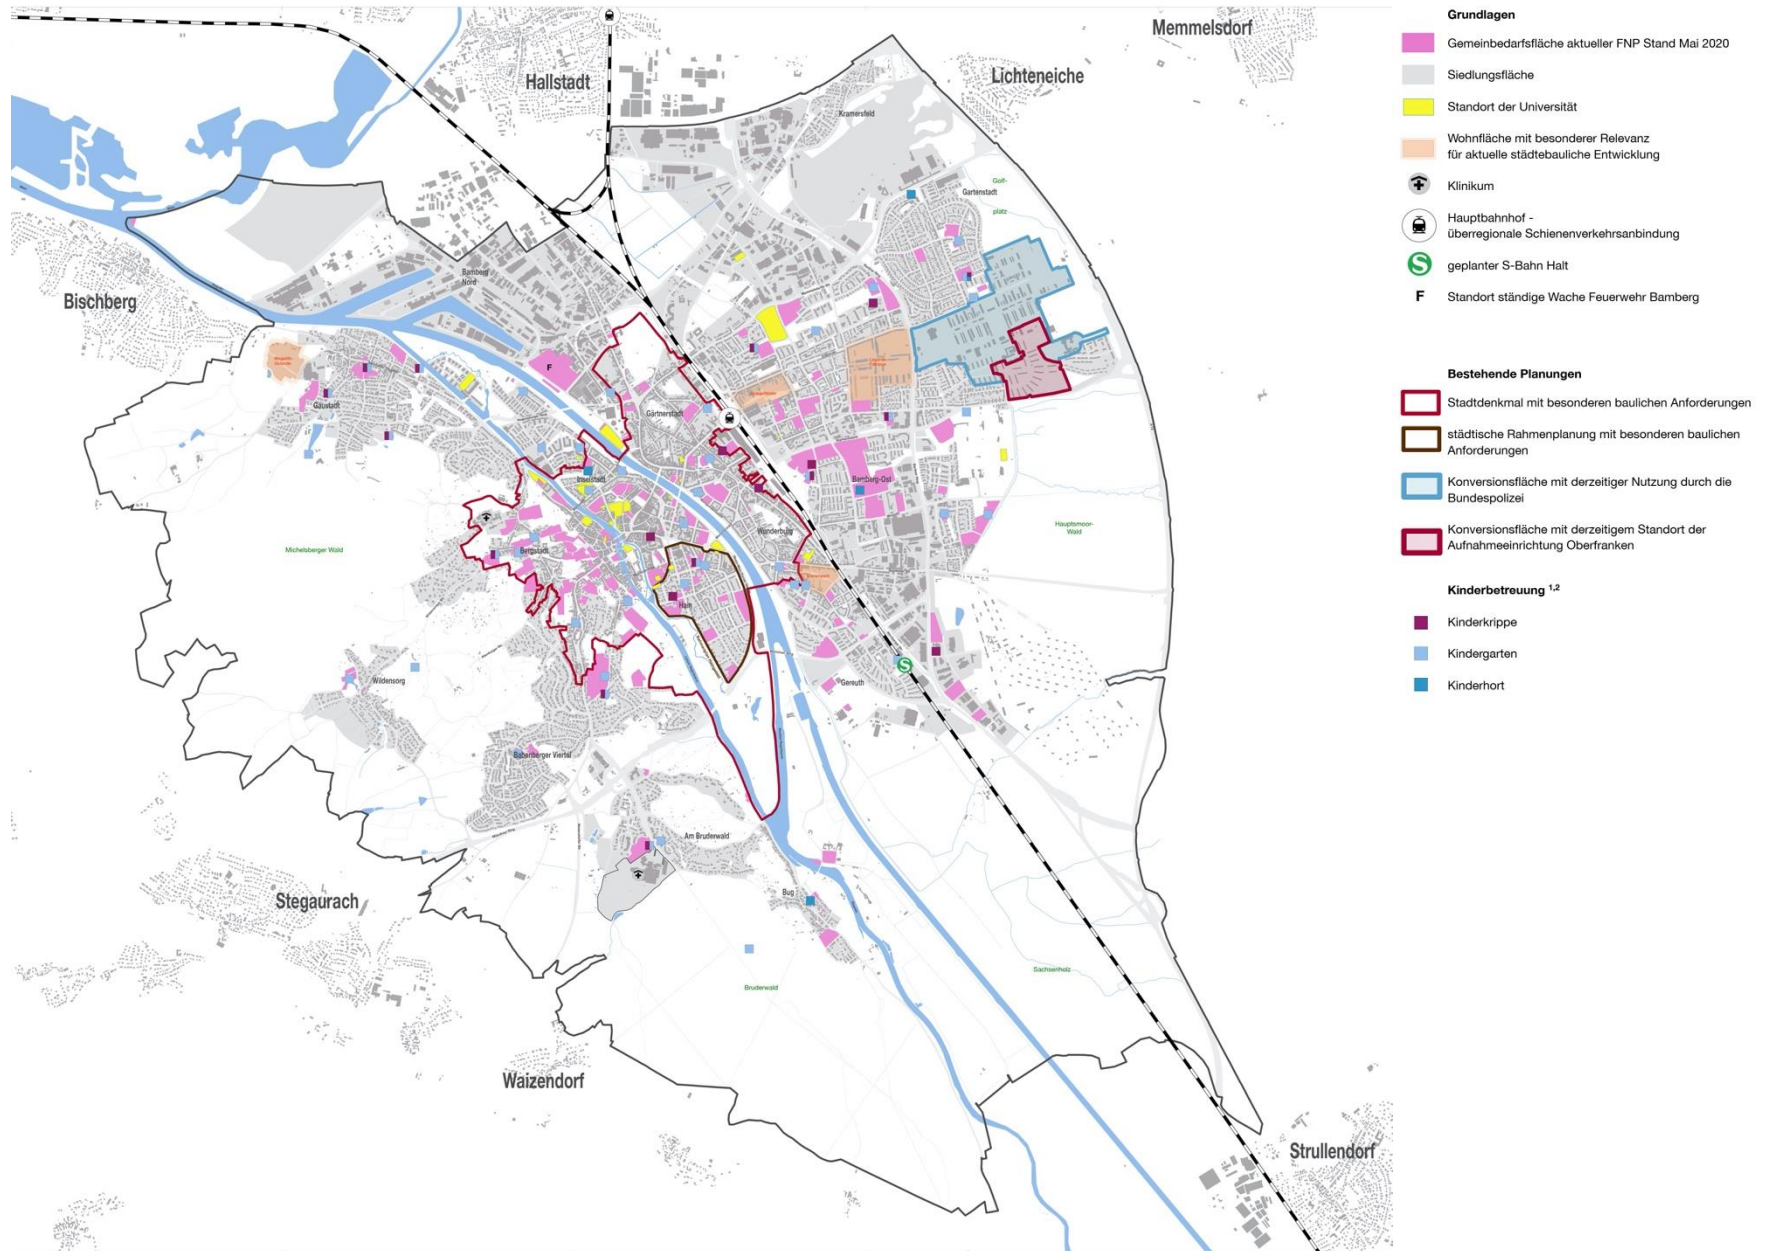 Memmelsdorf
Hallstadt
Lichteneiche
Kramersfeld
Golf-
platz
Gartenstadt
Bamberg
Nord
Bischberg
F
Gaustadt
Gärtnerstadt
Inselstadt
Bamberg-Ost
Wunderburg
Hauptsmoor-
Wald
Michelsberger Wald
Bergstadt
Hain
S
Wildensorg
Gereuth
Babenberger Viertel
Am Bruderwald
Bug
Stegaurach
Sachsenholz
Bruderwald
Waizendorf
Strullendorf
Grundlagen
Gemeinbedarfsfläche aktueller FNP Stand Mai 2020
Siedlungsfläche
Standort der Universität
Wohnfläche mit besonderer Relevanz
für aktuelle städtebauliche Entwicklung
Klinikum
Hauptbahnhof -
überregionale Schienenverkehrsanbindung
S geplanter S-Bahn Halt
F Standort ständige Wache Feuerwehr Bamberg
Bestehende Planungen
Stadtdenkmal mit besonderen baulichen Anforderungen
städtische Rahmenplanung mit besonderen baulichen
Anforderungen
Konversionsfläche mit derzeitiger Nutzung durch die
Bundespolizei
Konversionsfläche mit derzeitigem Standort der
Aufnahmeeinrichtung Oberfranken
Kinderbetreuung 1,2
Kinderkrippe
Kindergarten
Kinderhort